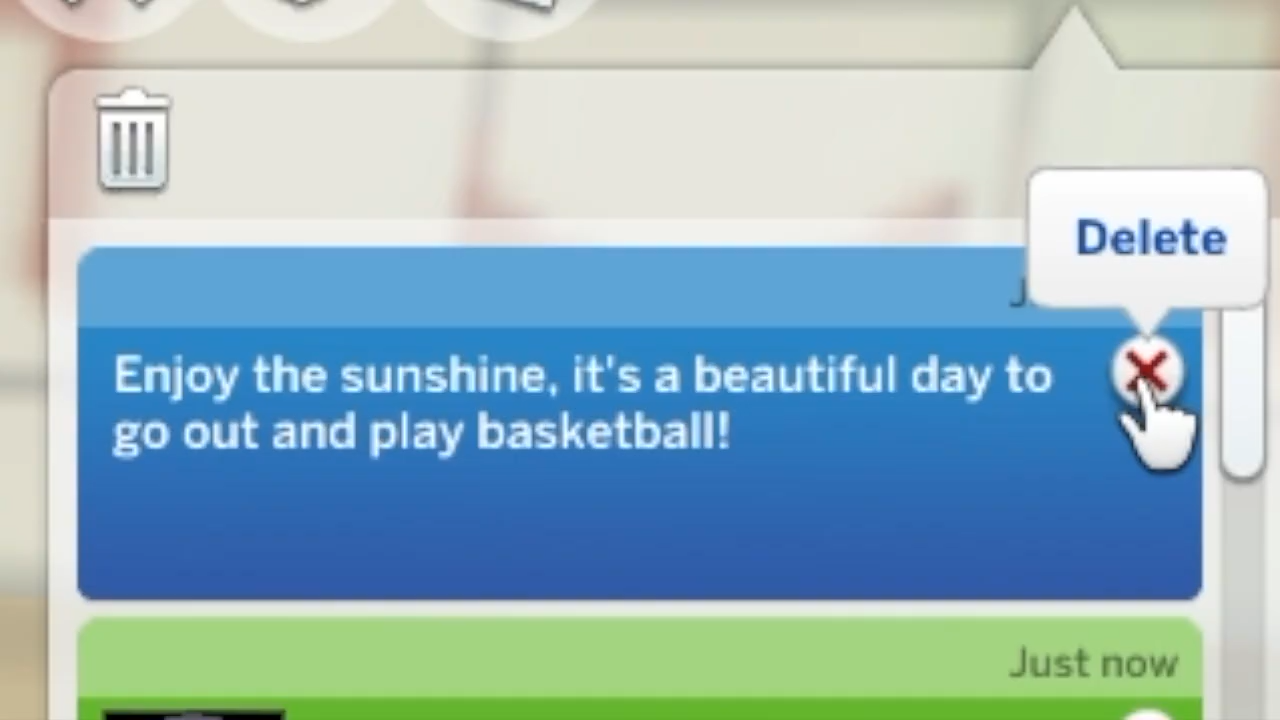 Delete
Enjoy the sunshine, it's a beautiful day to
go out and play basketball!
Just now